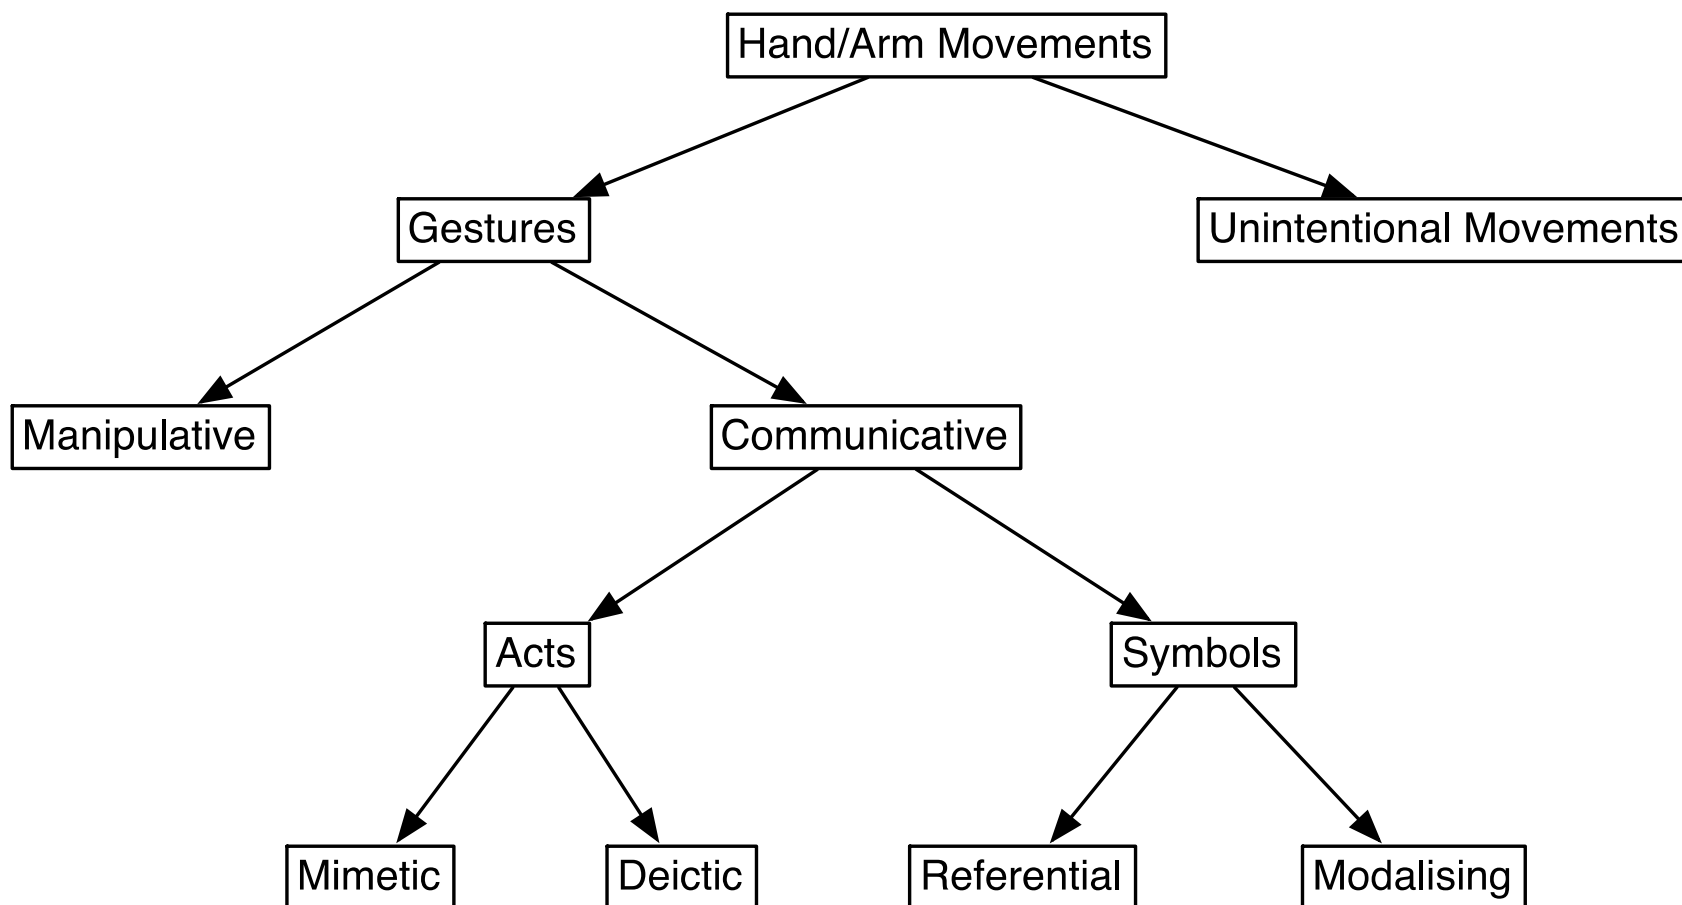 Hand/Arm Movements
Gestures
Unintentional Movements
Manipulative
Communicative
Acts
Symbols
Mimetic
Deictic
Referential
Modalising